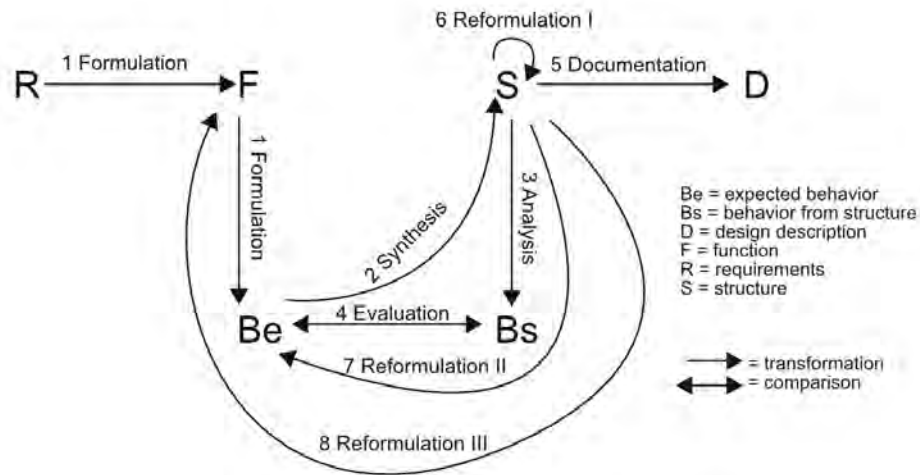 6 Reformulation I
1 Formulation
5 Documentation
R
F
S
D
1 Formulation
2 Synthesis
3 Analysis
Be = expected behavior
Bs = behavior from structure
D = design description
F = function
R = requirements
S = structure
Be
4 Evaluation
Bs
7 Reformulation II
= transformation
= comparison
8 Reformulation III